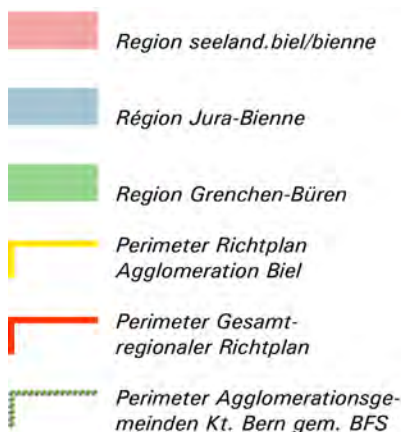 Region seeland.biel/bienne
Région Jura-Bienne
Region Grenchen-Büren
Perimeter Richtplan
Agglomeration Biel
Perimeter Gesamt-
regionaler Richtplan
Perimeter Agglomerationsge-
meinden Kt. Bern gem. BFS